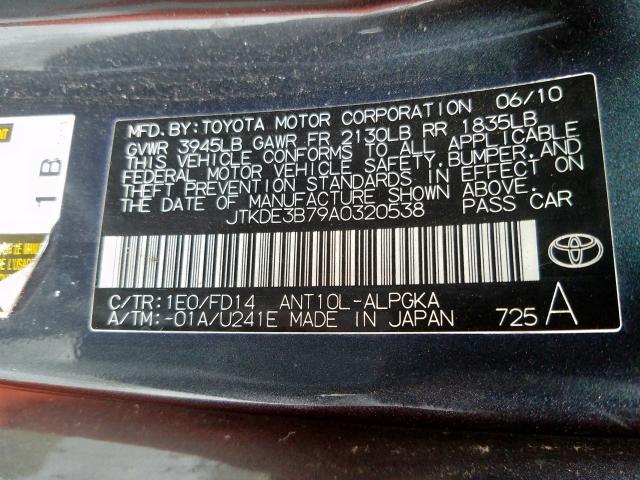 MFD. BY: TOYOTA MOTOR CORPORATION 06/10
GVWR 3945LB GAWR FR 2130LB RR 1835LB
THIS VEHICLE CONFORMS TO ALL APPLICABLE
FEDERAL MOTOR VEHICLE SAFETY, BUMPER, AND
THEFT PREVENTION STANDARDS IN EFFECT ON
THE DATE OF MANUFACTURE SHOWN ABOVE.
JTKDE3B79A0320538 PASS CAR
C/TR: 1E0/FD14 ANT10L-ALPGKA
A/TM: -01A/U241E MADE IN JAPAN 725 A
1 B